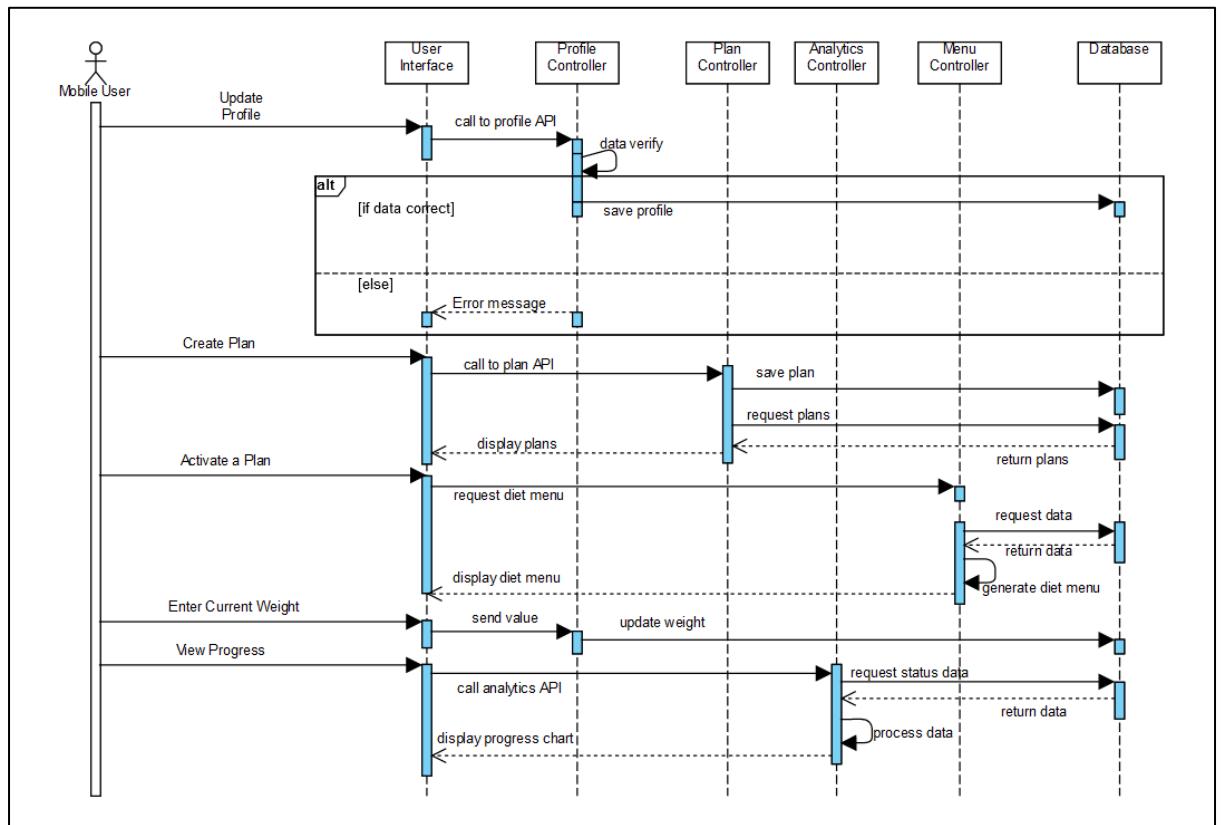 User
Interface
Profile
Controller
Plan
Controller
Analytics
Controller
Menu
Controller
Database
Mobile User
Update
Profile
call to profile API
data verify
alt
[if data correct]
save profile
[else]
Error message
Create Plan
call to plan API
save plan
request plans
display plans
return plans
Activate a Plan
request diet menu
request data
return data
display diet menu
generate diet menu
Enter Current Weight
send value
update weight
View Progress
call analytics API
request status data
return data
process data
display progress chart